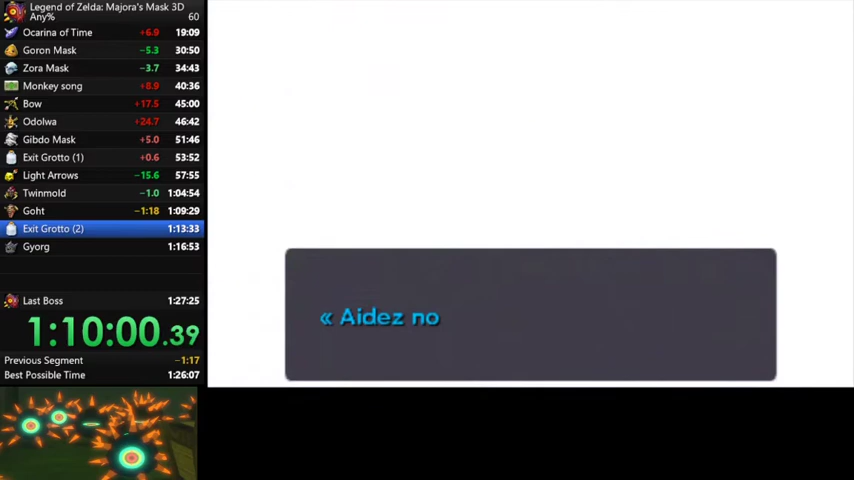 Legend of Zelda: Majora's Mask 3D
Any% 60
Ocarina of Time +6.9 19:09
Goron Mask −5.3 30:50
Zora Mask −3.7 34:43
Monkey song +8.9 40:36
Bow +17.5 45:00
Odolwa +24.7 46:42
Gibdo Mask +5.0 51:46
Exit Grotto (1) +0.6 53:52
Light Arrows −15.6 57:55
Twinmold −1.0 1:04:54
Goht −1:18 1:09:29
Exit Grotto (2) 1:13:33
Gyorg 1:16:53
Last Boss 1:27:25
1:10:00.39
Previous Segment −1:17
Best Possible Time 1:26:07
« Aidez no